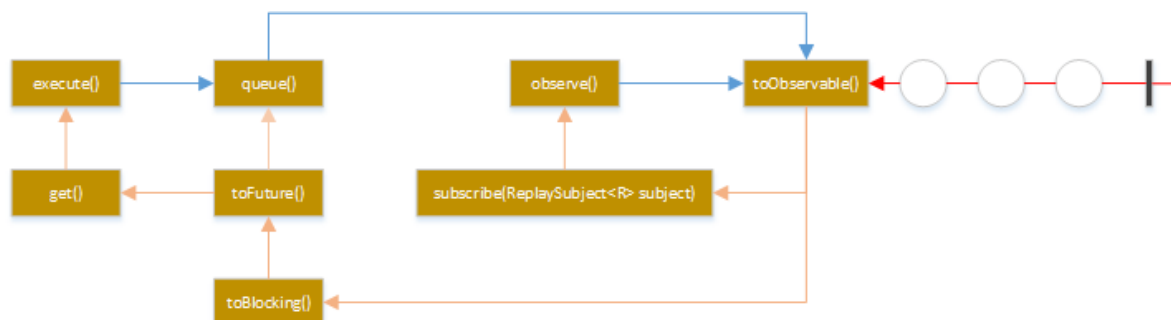 execute()
queue()
observe()
toObservable()
get()
toFuture()
subscribe(ReplaySubject<R> subject)
toBlocking()